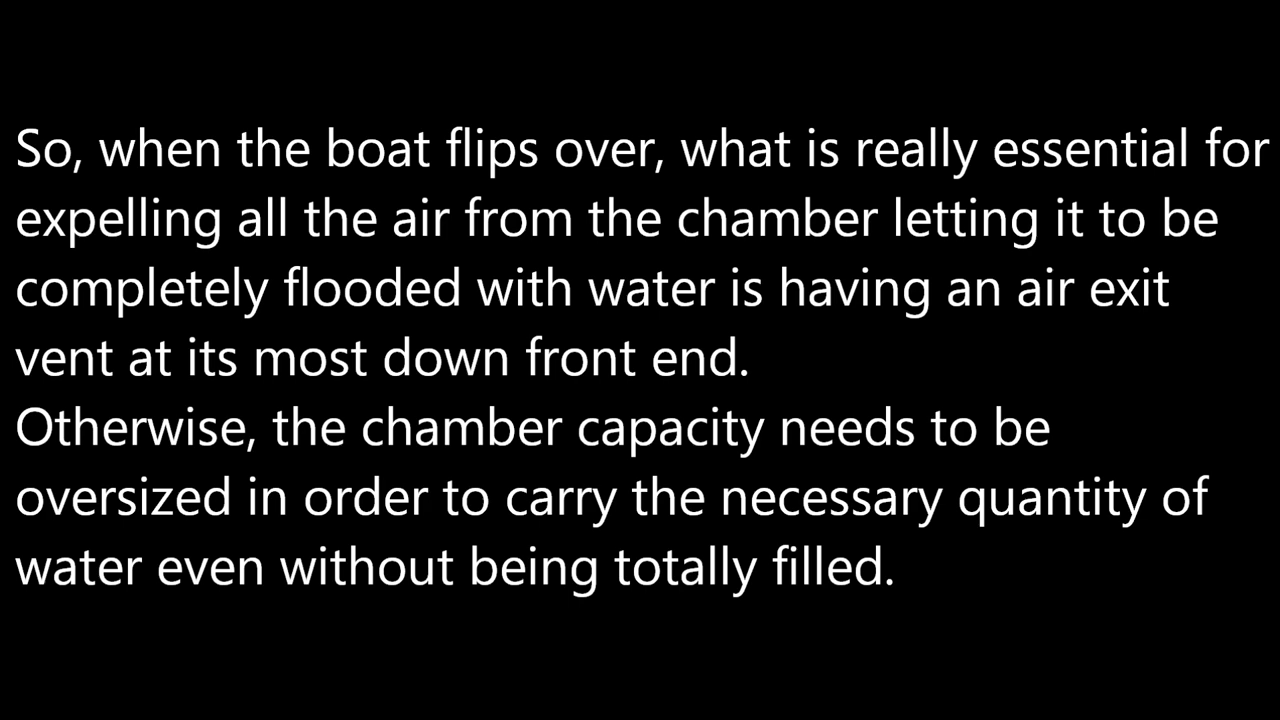 So, when the boat flips over, what is really essential for
expelling all the air from the chamber letting it to be
completely flooded with water is having an air exit
vent at its most down front end.
Otherwise, the chamber capacity needs to be
oversized in order to carry the necessary quantity of
water even without being totally filled.